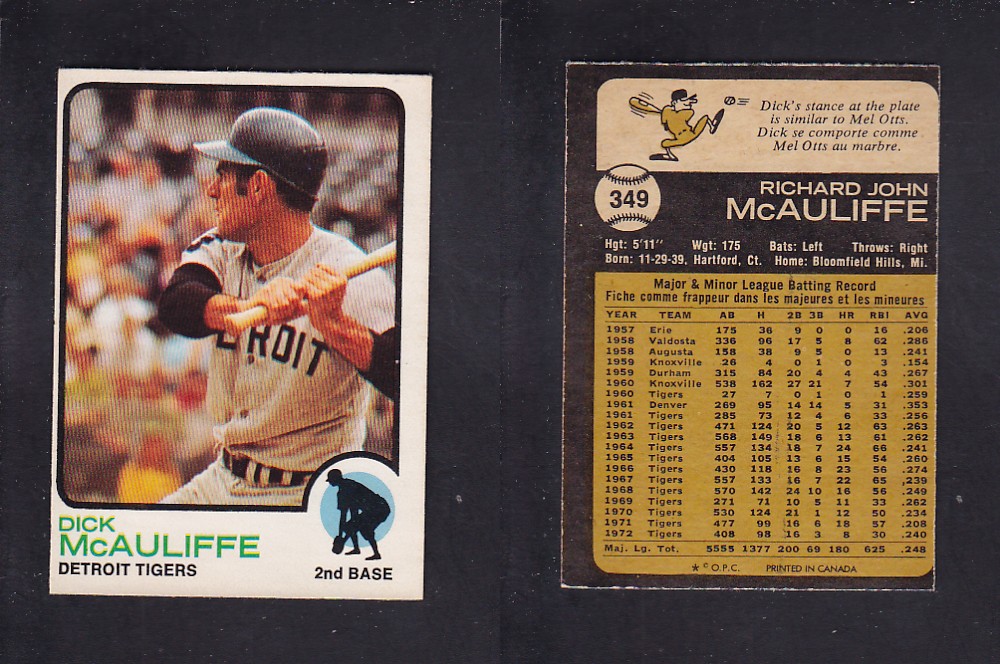 DETROIT
DICK
McAULIFFE
DETROIT TIGERS
2nd BASE
Dick's stance at the plate
is similar to Mel Otts.
Dick se comporte comme
Mel Otts au marbre.
349
RICHARD JOHN
McAULIFFE
Hgt: 5'11" Wgt: 175 Bats: Left Throws: Right
Born: 11-29-39, Hartford, Ct. Home: Bloomfield Hills, Mi.
Major & Minor League Batting Record
Fiche comme frappeur dans les majeures et les mineures
YEAR TEAM AB H 2B 3B HR RBI AVG
1957 Erie 175 36 9 0 0 16 .206
1958 Valdosta 336 96 17 5 8 62 .286
1958 Augusta 158 38 9 5 0 13 .241
1959 Knoxville 26 4 0 1 0 3 .154
1959 Durham 315 84 20 4 4 43 .267
1960 Knoxville 538 162 27 21 7 54 .301
1960 Tigers 27 7 0 1 0 1 .259
1961 Denver 269 95 14 14 5 31 .353
1961 Tigers 285 73 12 4 6 33 .256
1962 Tigers 471 124 20 5 12 63 .263
1963 Tigers 568 149 18 6 13 61 .262
1964 Tigers 557 134 18 7 24 66 .241
1965 Tigers 404 105 13 6 15 54 .260
1966 Tigers 430 118 16 8 23 56 .274
1967 Tigers 557 133 16 7 22 65 .239
1968 Tigers 570 142 24 10 16 56 .249
1969 Tigers 271 71 10 5 11 33 .262
1970 Tigers 530 124 21 1 12 50 .234
1971 Tigers 477 99 16 6 18 57 .208
1972 Tigers 408 98 16 3 8 30 .240
Maj. Lg. Tot. 5555 1377 200 69 180 625 .248
* © O.P.C. PRINTED IN CANADA